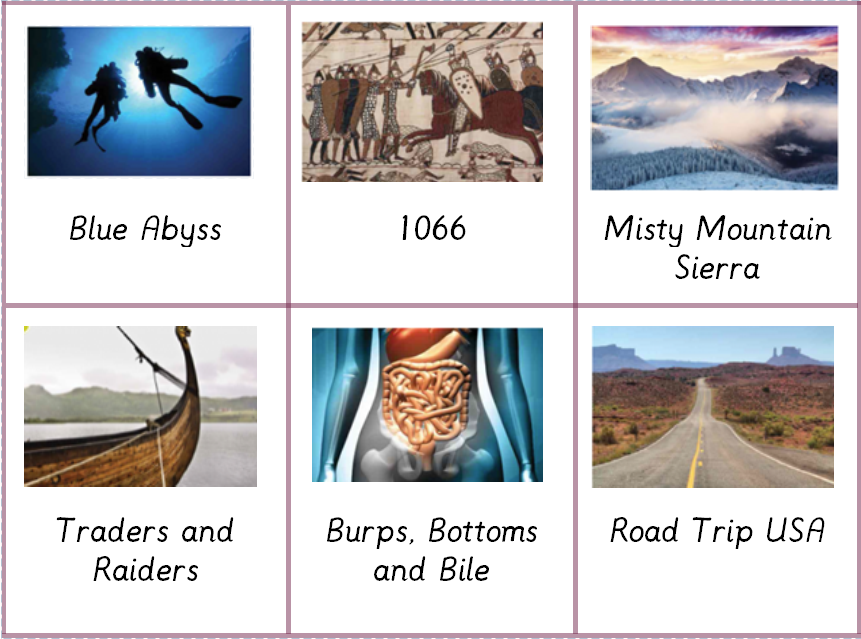 Blue Abyss
1066
Misty Mountain
Sierra
Traders and
Raiders
Burps, Bottoms
and Bile
Road Trip USA